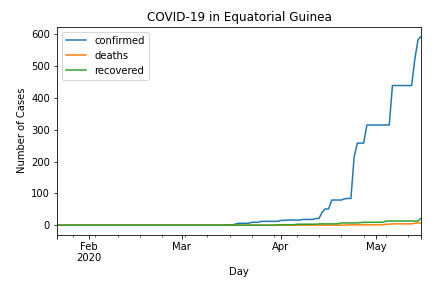 COVID-19 in Equatorial Guinea
confirmed
deaths
recovered
600
500
400
300
200
100
0
Number of Cases
Feb
2020
Mar
Apr
May
Day